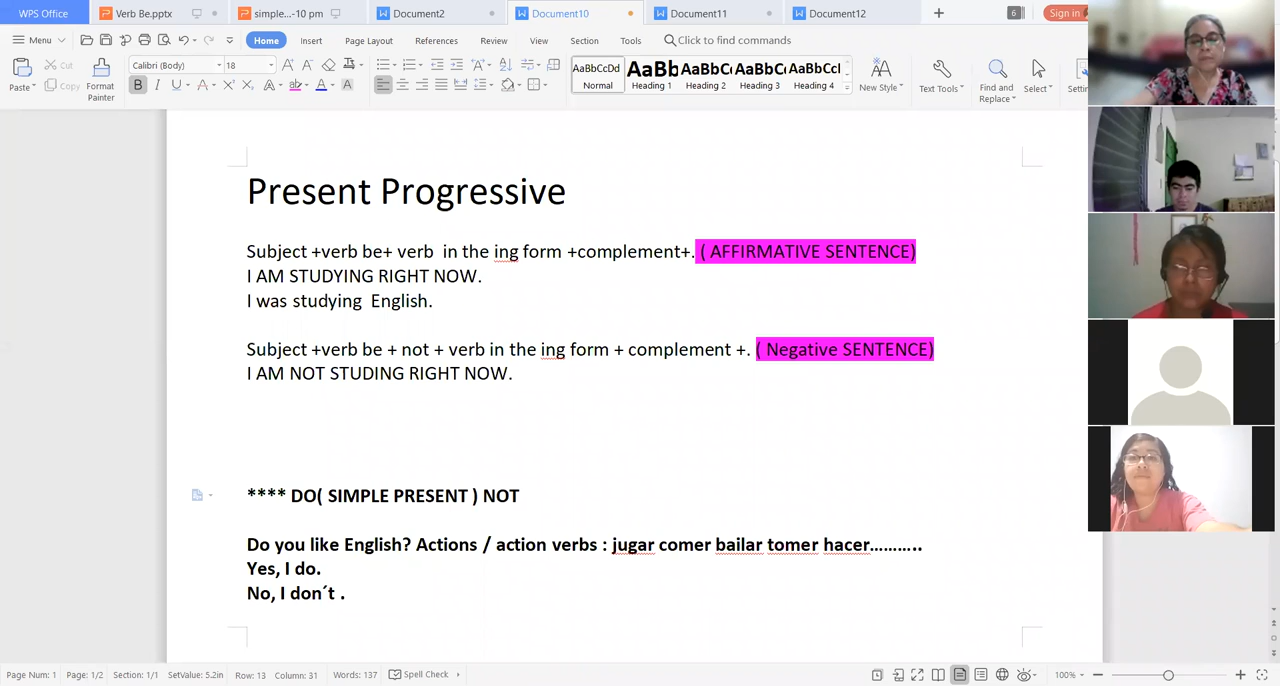 WPS Office
Verb Be.pptx
simple...-10 pm
Document2
Document10
Document11
Document12
6
Sign in
Menu
Home
Insert
Page Layout
References
Review
View
Section
Tools
Click to find commands
Paste
Cut
Copy
Format Painter
Calibri (Body)
18
AaBbCcDd
Normal
AaBb
Heading 1
AaBbC
Heading 2
AaBbC
Heading 3
AaBbCcl
Heading 4
New Style
Text Tools
Find and Replace
Select
Present Progressive
Subject +verb be+ verb in the ing form +complement+. ( AFFIRMATIVE SENTENCE)
I AM STUDYING RIGHT NOW.
I was studying English.
Subject +verb be + not + verb in the ing form + complement +. ( Negative SENTENCE)
I AM NOT STUDING RIGHT NOW.
**** DO( SIMPLE PRESENT ) NOT
Do you like English? Actions / action verbs : jugar comer bailar tomer hacer………..
Yes, I do.
No, I don´t .
Page Num: 1
Page: 1/2
Section: 1/1
SetValue: 5.2in
Row: 13
Column: 31
Words: 137
Spell Check
100%